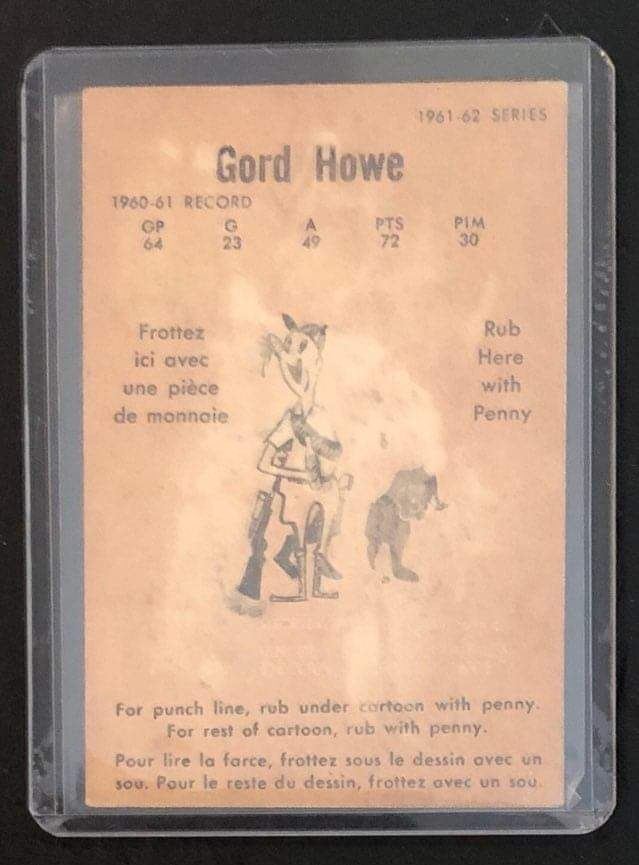 1961-62 SERIES
Gord Howe
1960-61 RECORD
GP G A PTS PIM
64 23 49 72 30
Frottez
ici avec
une pièce
de monnaie
Rub
Here
with
Penny
For punch line, rub under cartoon with penny.
For rest of cartoon, rub with penny.
Pour lire la farce, frottez sous le dessin avec un
sou. Pour le reste du dessin, frottez avec un sou.